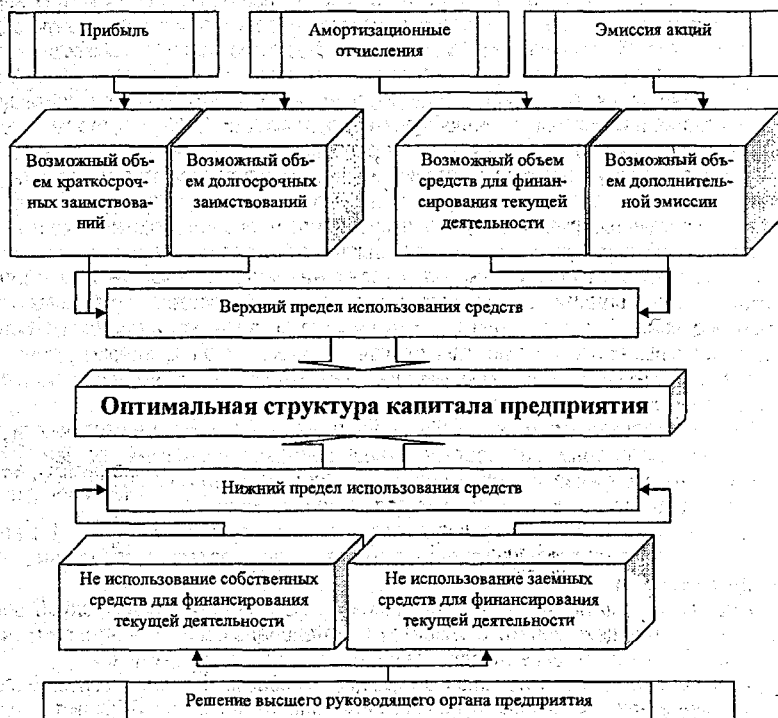 Прибыль
Амортизационные
отчисления
Эмиссия акций
Возможный объ-
ем краткосроч-
ных заимствова-
ний
Возможный объ-
ем долгосрочных
заимствований
Возможный объем
средств для финан-
сирования текущей
деятельности
Возможный объ-
ем дополнитель-
ной эмиссии
Верхний предел использования средств
Оптимальная структура капитала предприятия
Нижний предел использования средств
Не использование собственных
средств для финансирования
текущей деятельности
Не использование заемных
средств для финансирования
текущей деятельности
Решение высшего руководящего органа предприятия